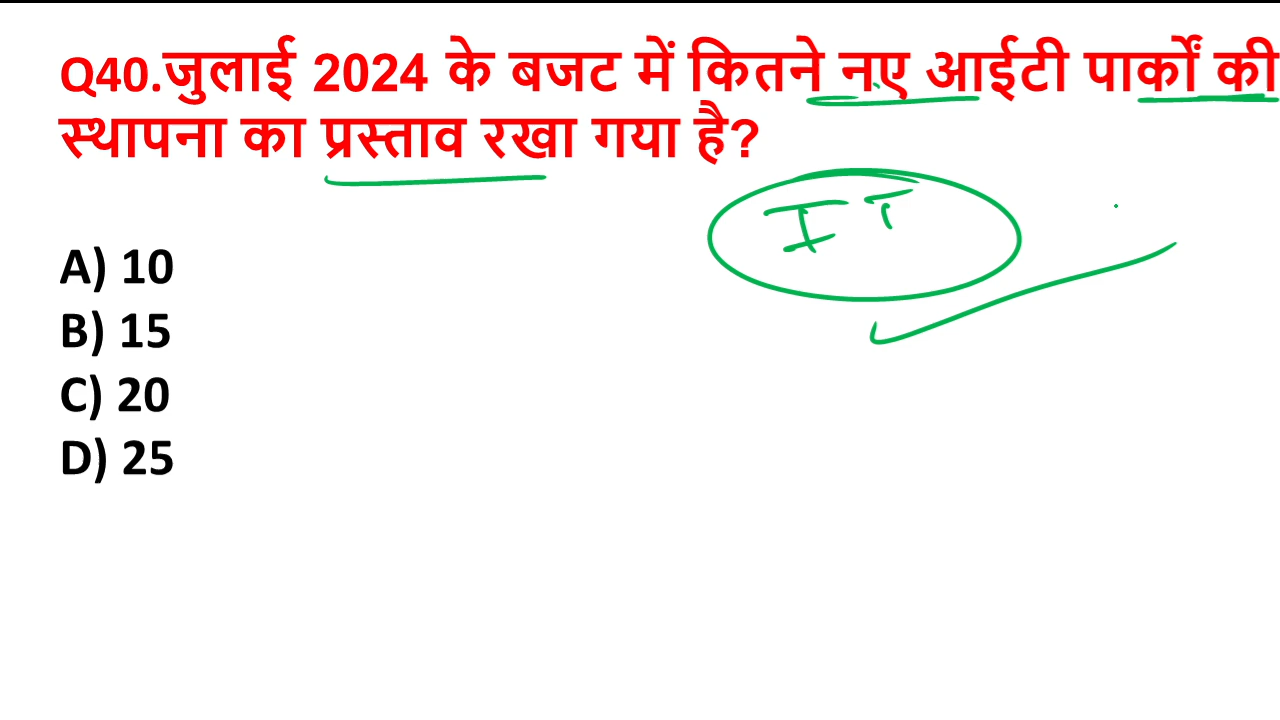 Q40.जुलाई 2024 के बजट में कितने नए आईटी पार्कों की
स्थापना का प्रस्ताव रखा गया है?
IT
A) 10
B) 15
C) 20
D) 25